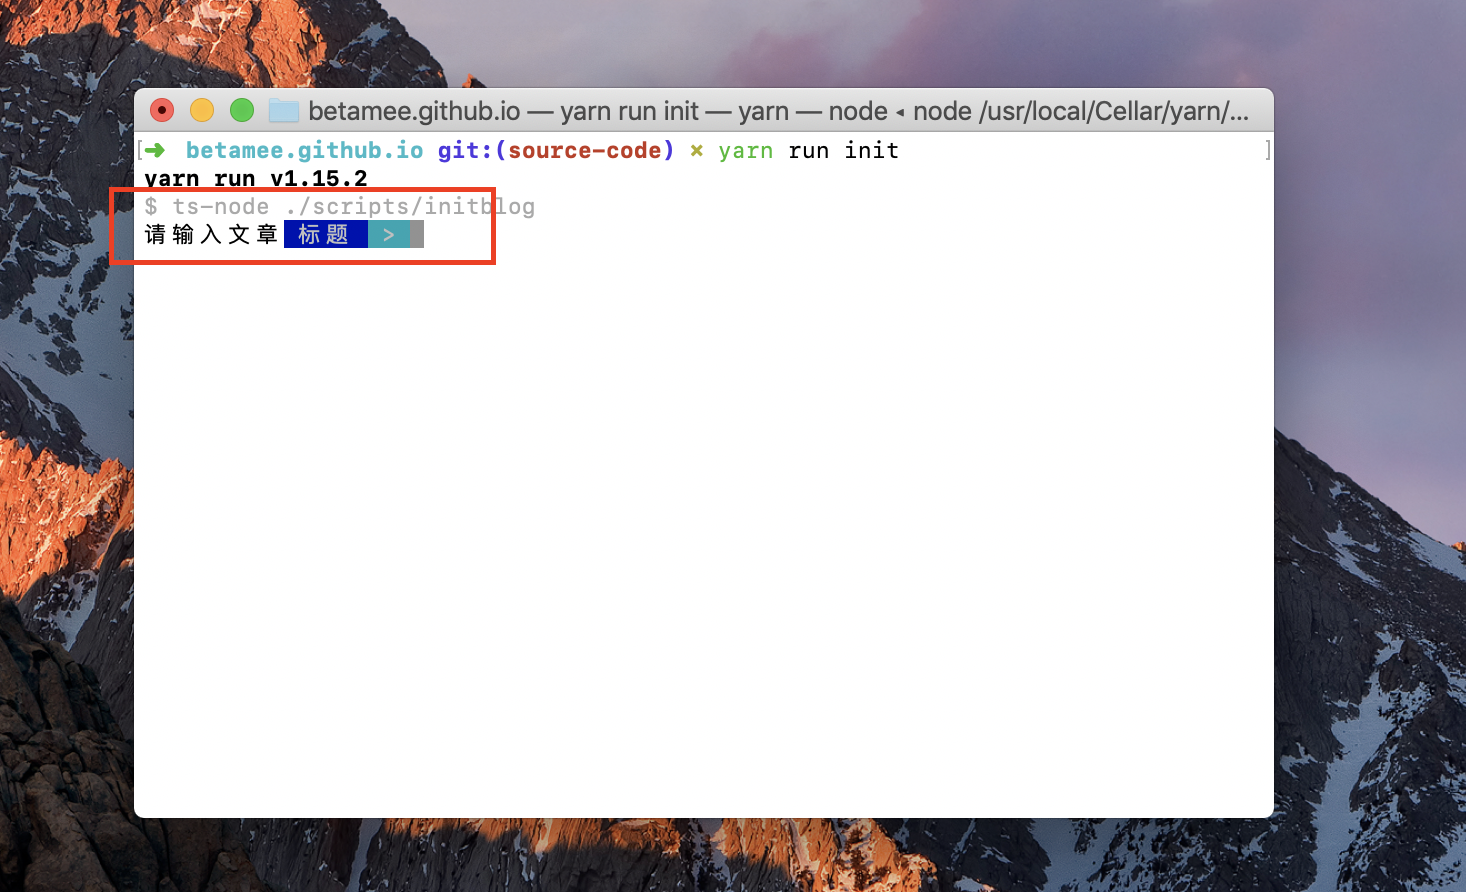 betamee.github.io — yarn run init — yarn — node ◂ node /usr/local/Cellar/yarn/...
[➜ betamee.github.io git:(source-code) ✗ yarn run init ]
yarn run v1.15.2
$ ts-node ./scripts/initblog
请输入文章 标题 >